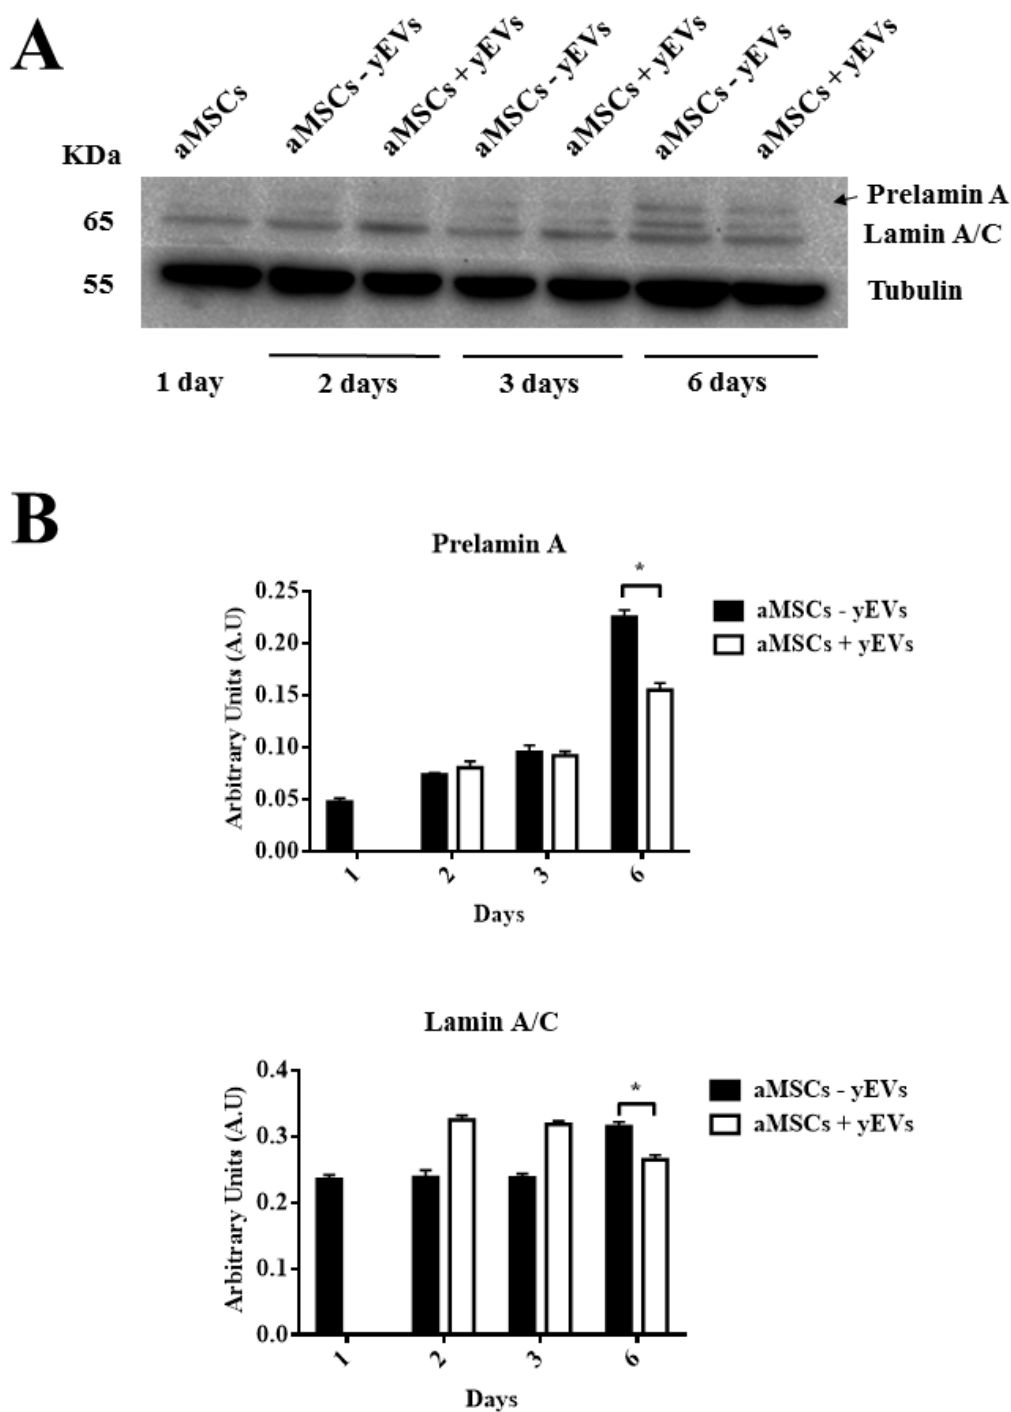 A
aMSCs
aMSCs - yEVs
aMSCs + yEVs
aMSCs - yEVs
aMSCs + yEVs
aMSCs - yEVs
aMSCs + yEVs
KDa
65
55
Prelamin A
Lamin A/C
Tubulin
1 day
2 days
3 days
6 days
B
Prelamin A
*
aMSCs - yEVs
aMSCs + yEVs
Arbitrary Units (A.U)
0.25
0.20
0.15
0.10
0.05
0.00
1
2
3
6
Days
Lamin A/C
*
aMSCs - yEVs
aMSCs + yEVs
Arbitrary Units (A.U)
0.4
0.3
0.2
0.1
0.0
1
2
3
6
Days